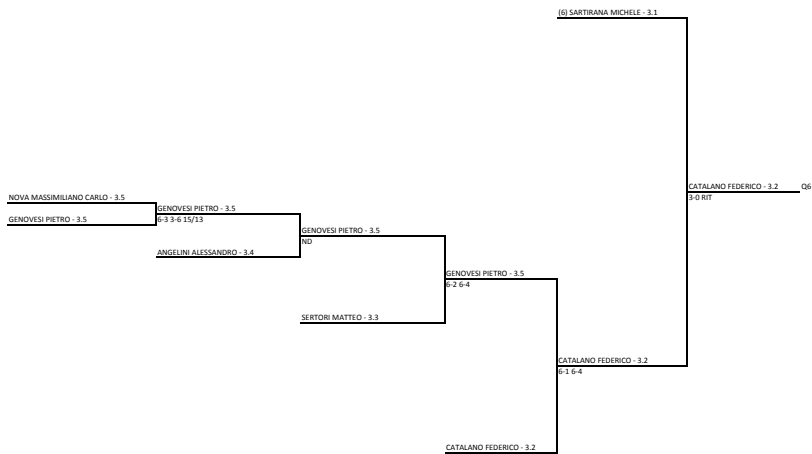 (6) SARTIRANA MICHELE - 3.1
CATALANO FEDERICO - 3.2
Q6
3-0 RIT
NOVA MASSIMILIANO CARLO - 3.5
GENOVESI PIETRO - 3.5
6-3 3-6 15/13
GENOVESI PIETRO - 3.5
GENOVESI PIETRO - 3.5
ND
ANGELINI ALESSANDRO - 3.4
GENOVESI PIETRO - 3.5
6-2 6-4
SERTORI MATTEO - 3.3
CATALANO FEDERICO - 3.2
6-1 6-4
CATALANO FEDERICO - 3.2